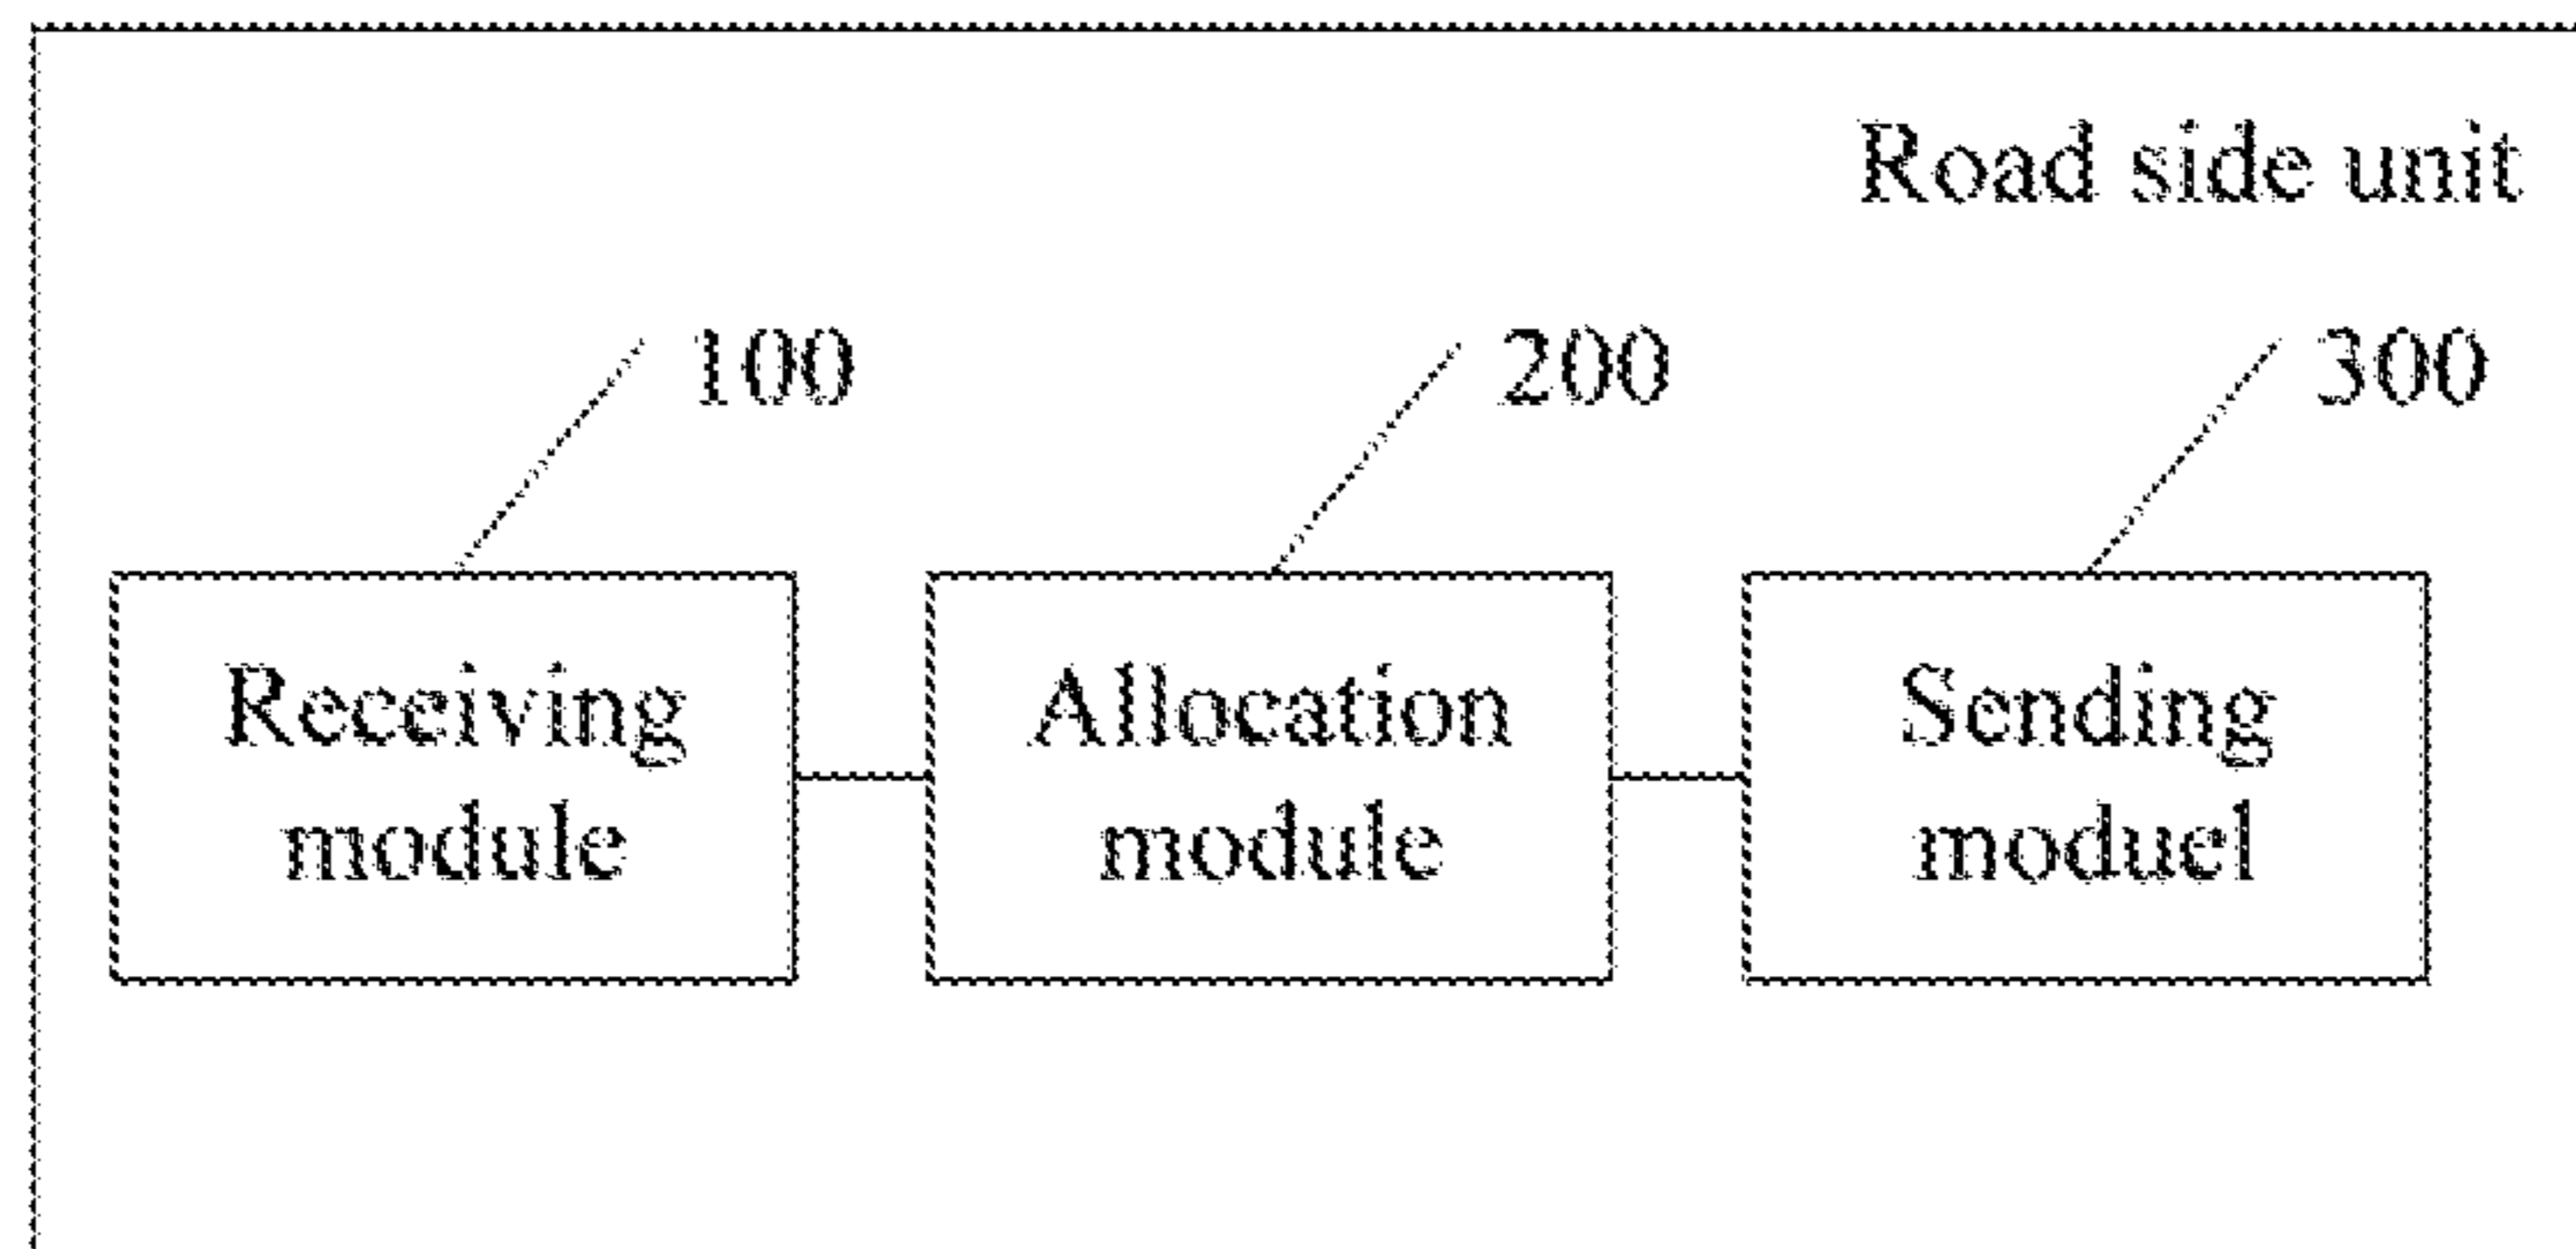 Road side unit
100
200
300
Receiving
module
Allocation
module
Sending
moduel